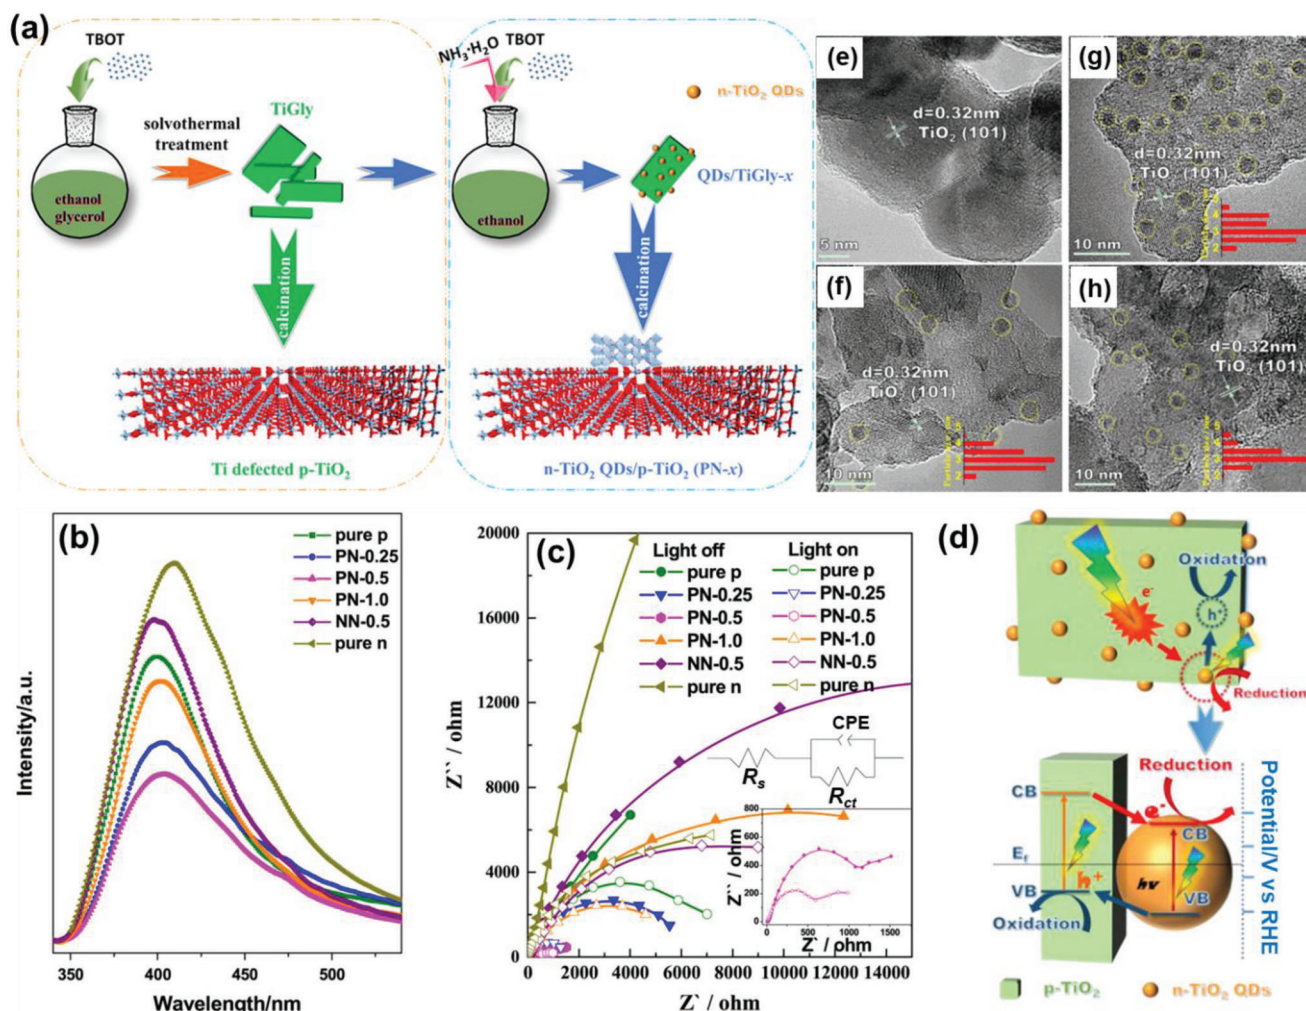 (a)
TBOT
solvothermal
treatment
TiGly
ethanol
glycerol
calcination
Ti defected p-TiO₂
NH₃·H₂O
TBOT
n-TiO₂ QDs
ethanol
QDs/TiGly-x
calcination
n-TiO₂ QDs/p-TiO₂ (PN-x)
(e)
d=0.32nm
TiO₂ (101)
5 nm
(g)
d=0.32nm
TiO₂ (101)
5
4
3
2
10 nm
(f)
d=0.32nm
TiO₂ (101)
10 nm
(h)
d=0.32nm
TiO₂ (101)
10 nm
(b)
pure p
PN-0.25
PN-0.5
PN-1.0
NN-0.5
pure n
Intensity/a.u.
350
400
450
500
Wavelength/nm
(c)
20000
16000
12000
8000
4000
0
Z`` / ohm
Light off
pure p
PN-0.25
PN-0.5
PN-1.0
NN-0.5
pure n
Light on
pure p
PN-0.25
PN-0.5
PN-1.0
NN-0.5
pure n
CPE
Rs
Rct
800
600
400
200
0
Z`` / ohm
0 500 1000 1500
Z` / ohm
0 2000 4000 6000 8000 10000 12000 14000
Z` / ohm
(d)
Oxidation
e⁻
h⁺
Reduction
Reduction
CB
e⁻
CB
Ef
h⁺
hv
VB
VB
Oxidation
Potential/V vs RHE
p-TiO₂
n-TiO₂ QDs